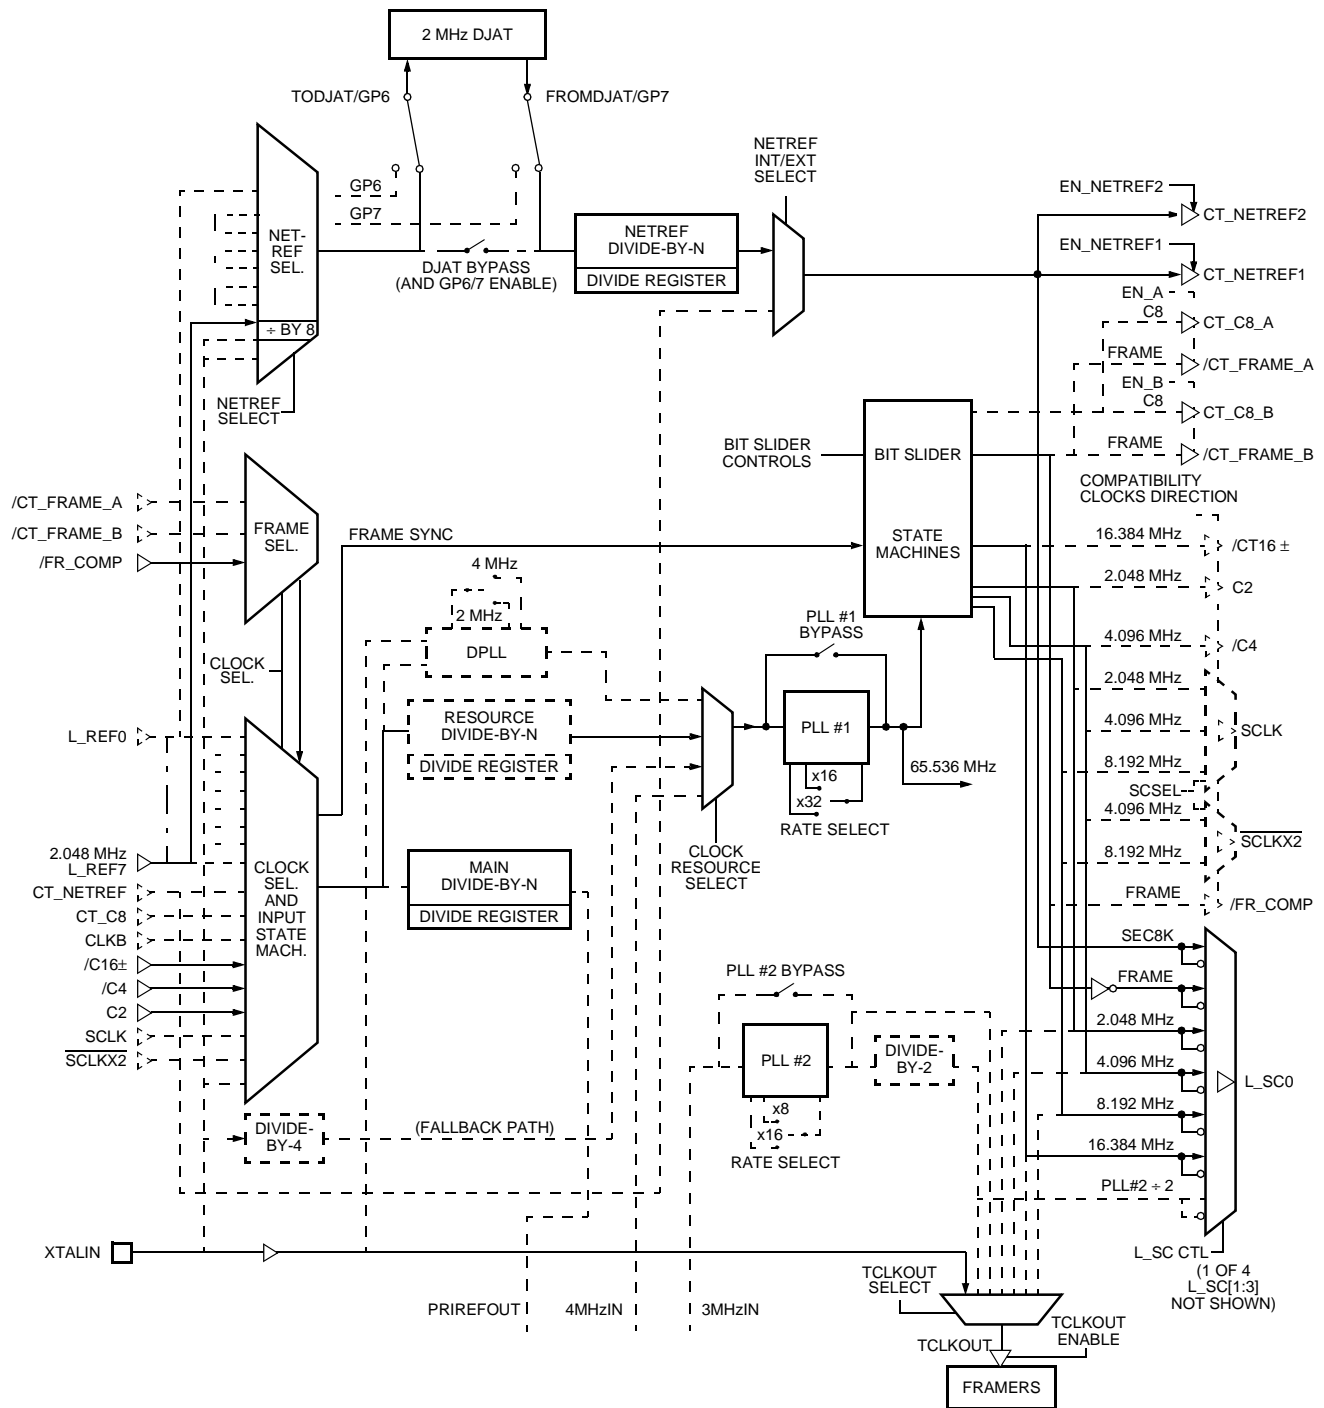 2 MHz DJAT
TODJAT/GP6
FROMDJAT/GP7
NETREF
INT/EXT
SELECT
GP6
GP7
NET-
REF
SEL.
÷ BY 8
NETREF
SELECT
DJAT BYPASS
(AND GP6/7 ENABLE)
NETREF
DIVIDE-BY-N
DIVIDE REGISTER
EN_NETREF2
CT_NETREF2
EN_NETREF1
CT_NETREF1
EN_A
C8
CT_C8_A
FRAME
/CT_FRAME_A
EN_B
C8
CT_C8_B
FRAME
/CT_FRAME_B
BIT SLIDER
CONTROLS
BIT SLIDER
STATE
MACHINES
COMPATIBILITY
CLOCKS DIRECTION
/CT_FRAME_A
/CT_FRAME_B
/FR_COMP
FRAME
SEL.
FRAME SYNC
16.384 MHz
/CT16 ±
2.048 MHz
C2
4.096 MHz
/C4
2.048 MHz
4.096 MHz
SCLK
8.192 MHz
SCSEL
4.096 MHz
SCLKX2
8.192 MHz
FRAME
/FR_COMP
4 MHz
2 MHz
DPLL
CLOCK
SEL.
RESOURCE
DIVIDE-BY-N
DIVIDE REGISTER
PLL #1
BYPASS
PLL #1
x16
x32
RATE SELECT
65.536 MHz
CLOCK
RESOURCE
SELECT
L_REF0
2.048 MHz
L_REF7
CT_NETREF
CT_C8
CLKB
/C16±
/C4
C2
SCLK
SCLKX2
CLOCK
SEL.
AND
INPUT
STATE
MACH.
MAIN
DIVIDE-BY-N
DIVIDE REGISTER
DIVIDE-
BY-4
(FALLBACK PATH)
PLL #2 BYPASS
PLL #2
DIVIDE-
BY-2
x8
x16
RATE SELECT
SEC8K
FRAME
2.048 MHz
4.096 MHz
8.192 MHz
16.384 MHz
PLL#2 ÷ 2
L_SC0
L_SC CTL
(1 OF 4
L_SC[1:3]
NOT SHOWN)
XTALIN
PRIREFOUT
4MHzIN
3MHzIN
TCLKOUT
SELECT
TCLKOUT
TCLKOUT
ENABLE
FRAMERS